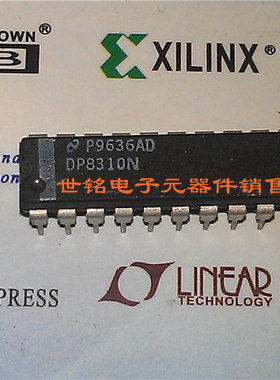 OWN
B
®
XILINX®
P9636AD
DP8310N
世铭电子元器件销售
PRESS
LINEAR
TECHNOLOGY